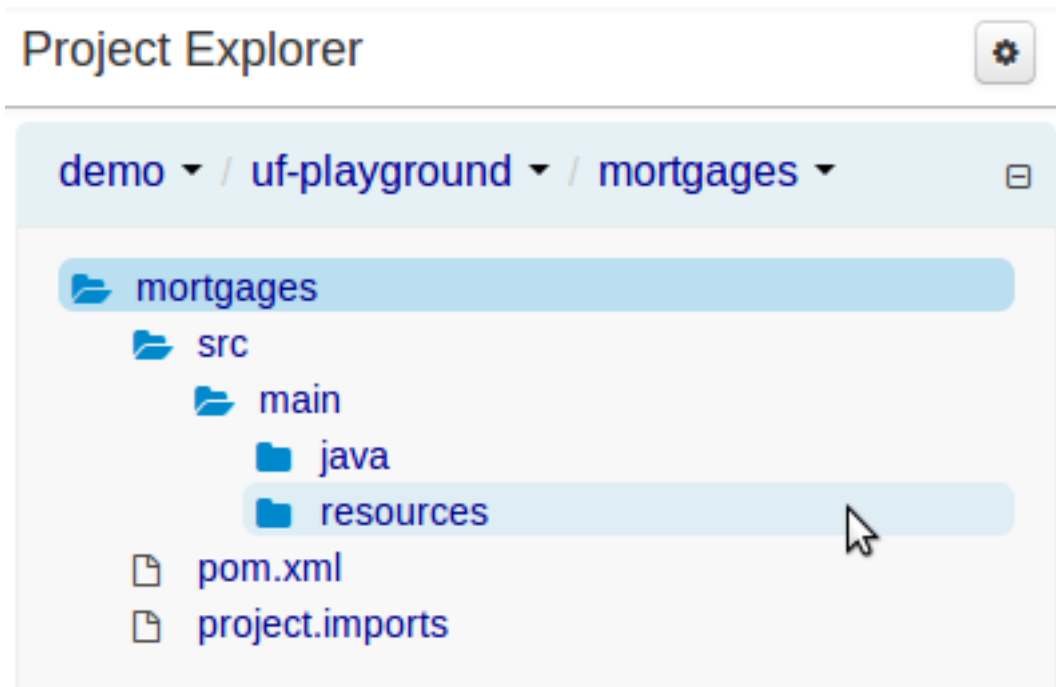 Project Explorer
demo / uf-playground / mortgages
mortgages
src
main
java
resources
pom.xml
project.imports